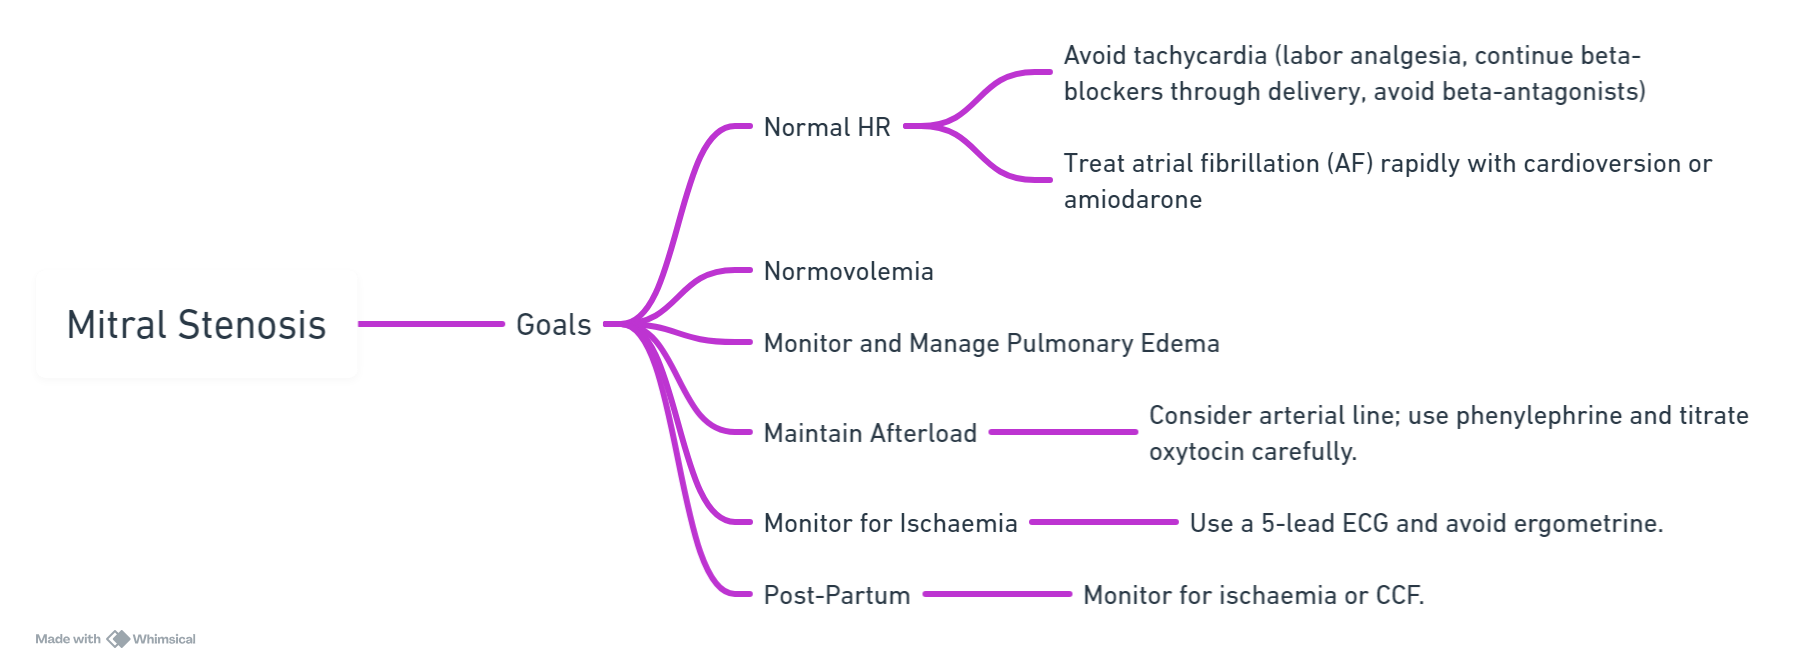 Mitral Stenosis
Goals
Normal HR
Avoid tachycardia (labor analgesia, continue beta-
blockers through delivery, avoid beta-antagonists)
Treat atrial fibrillation (AF) rapidly with cardioversion or
amiodarone
Normovolemia
Monitor and Manage Pulmonary Edema
Maintain Afterload
Consider arterial line; use phenylephrine and titrate
oxytocin carefully.
Monitor for Ischaemia
Use a 5-lead ECG and avoid ergometrine.
Post-Partum
Monitor for ischaemia or CCF.
Made with Whimsical